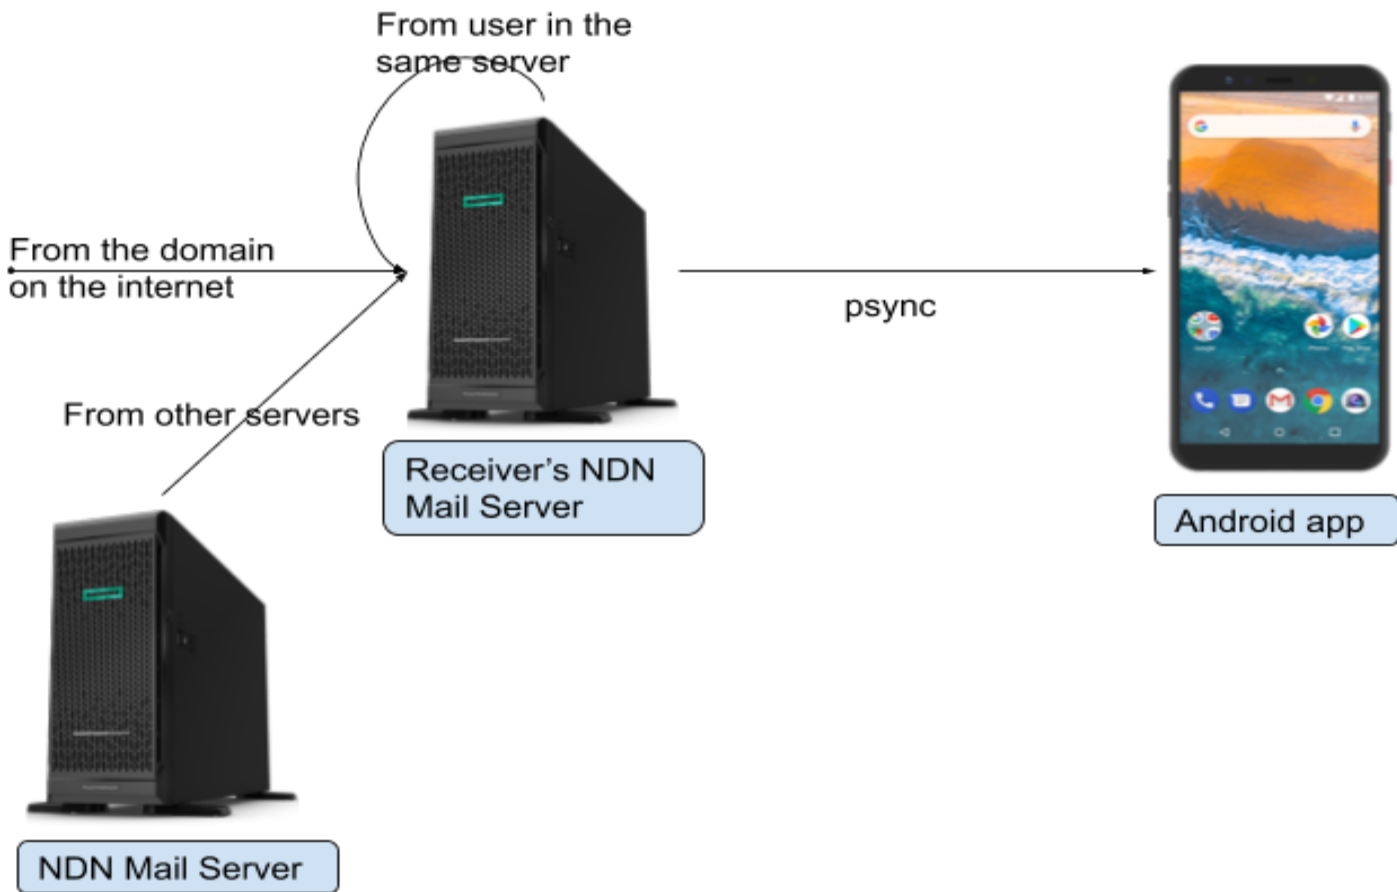 From user in the
same server
From the domain
on the internet
psync
From other servers
Receiver's NDN
Mail Server
Android app
NDN Mail Server